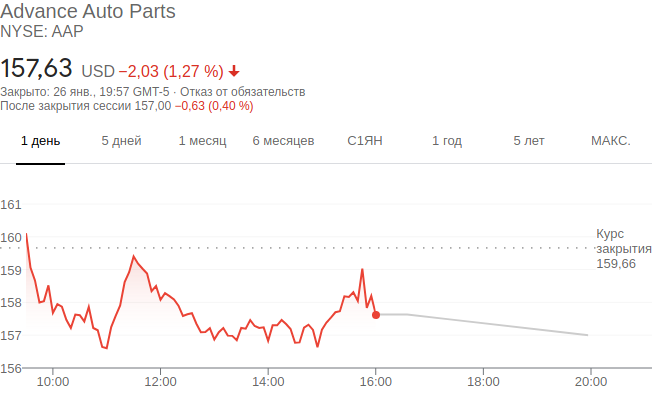 Advance Auto Parts
NYSE: AAP
157,63 USD −2,03 (1,27 %)
Закрыто: 26 янв., 19:57 GMT-5 · Отказ от обязательств
После закрытия сессии 157,00 −0,63 (0,40 %)
1 день 5 дней 1 месяц 6 месяцев С1ЯН 1 год 5 лет МАКС.
161
160
159
158
157
156
Курс
закрытия
159,66
10:00 12:00 14:00 16:00 18:00 20:00